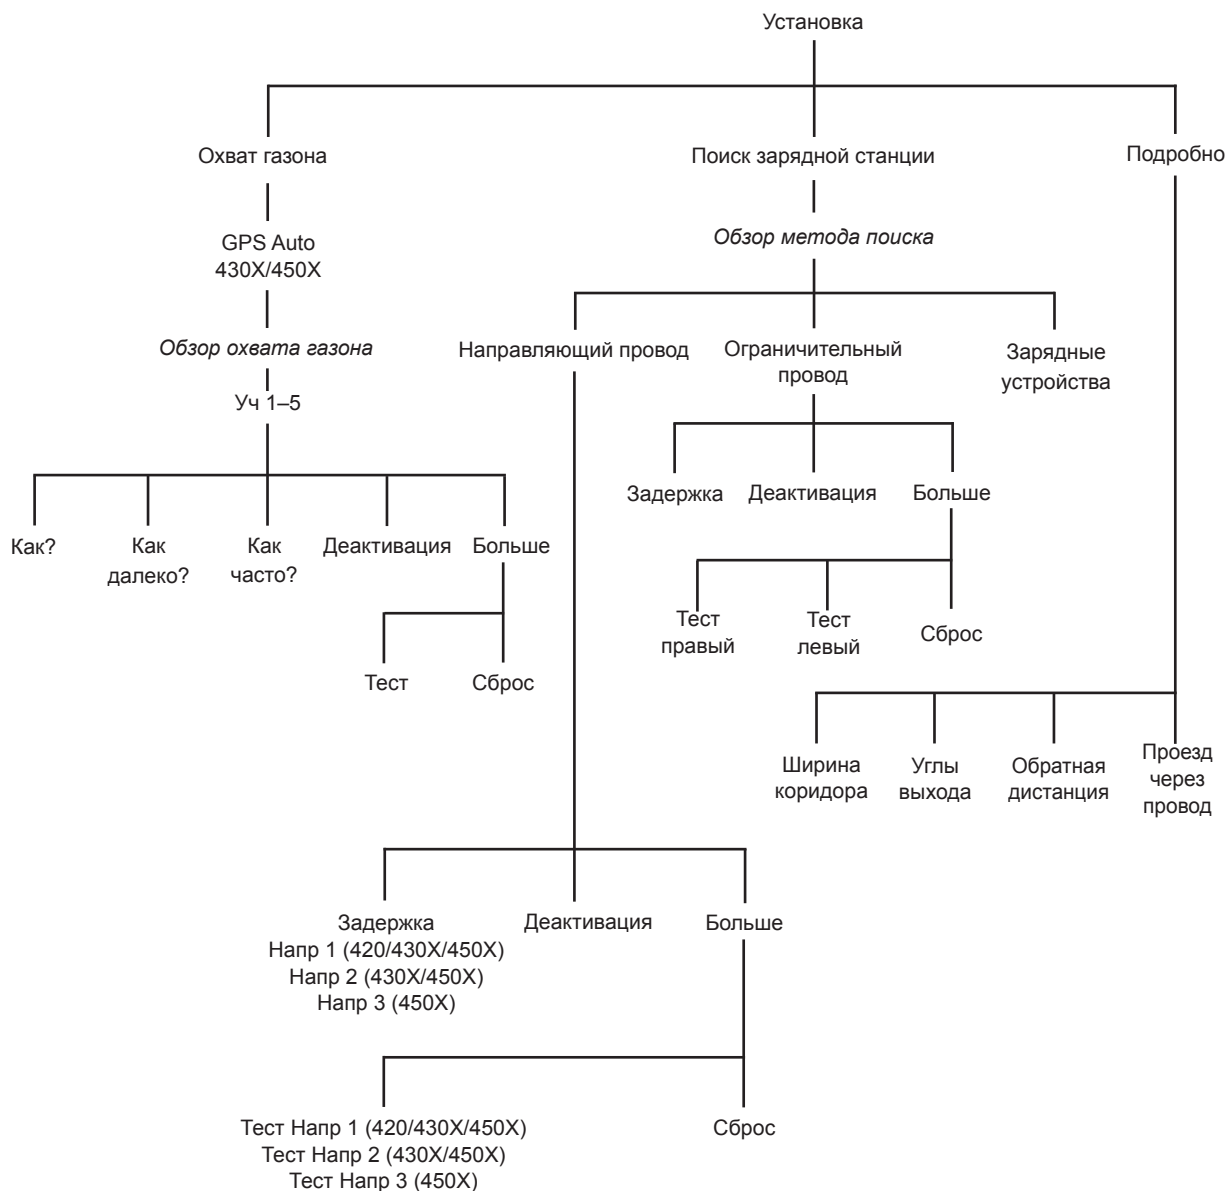 Установка
Охват газона
Поиск зарядной станции
Подробно
GPS Auto
430X/450X
Обзор метода поиска
Обзор охвата газона
Направляющий провод
Ограничительный
провод
Зарядные
устройства
Уч 1–5
Задержка
Деактивация
Больше
Как?
Как
далеко?
Как
часто?
Деактивация
Больше
Тест
правый
Тест
левый
Сброс
Тест
Сброс
Ширина
коридора
Углы
выхода
Обратная
дистанция
Проезд
через
провод
Задержка
Напр 1 (420/430X/450X)
Напр 2 (430X/450X)
Напр 3 (450X)
Деактивация
Больше
Тест Напр 1 (420/430X/450X)
Тест Напр 2 (430X/450X)
Тест Напр 3 (450X)
Сброс